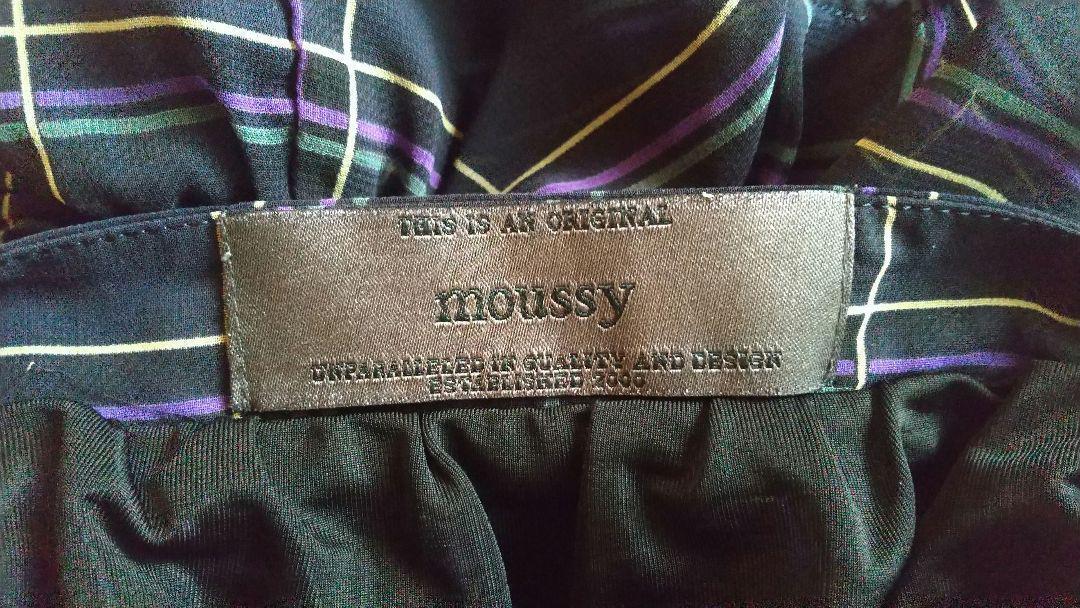 THIS IS AN ORIGINAL
moussy
UNPARALLELED IN QUALITY AND DESIGN
ESTABLISHED 2000